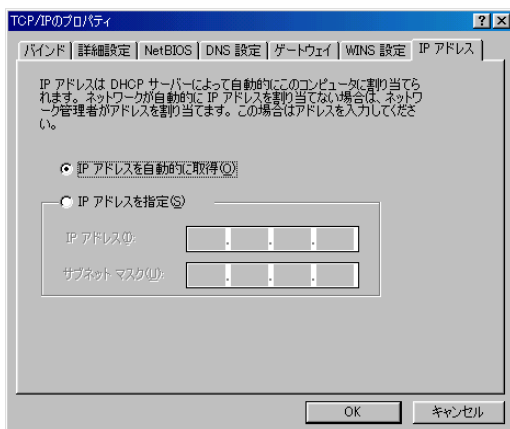 TCP/IPのプロパティ
バインド 詳細設定 NetBIOS DNS 設定 ゲートウェイ WINS 設定 IP アドレス
IP アドレスは DHCP サーバーによって自動的にこのコンピュータに割り当てら
れます。ネットワークが自動的に IP アドレスを割り当てない場合は、ネットワ
ーク管理者がアドレスを割り当てます。この場合はアドレスを入力してくださ
い。
IP アドレスを自動的に取得(O)
IP アドレスを指定(S)
IP アドレス(I):
サブネット マスク(U):
OK キャンセル